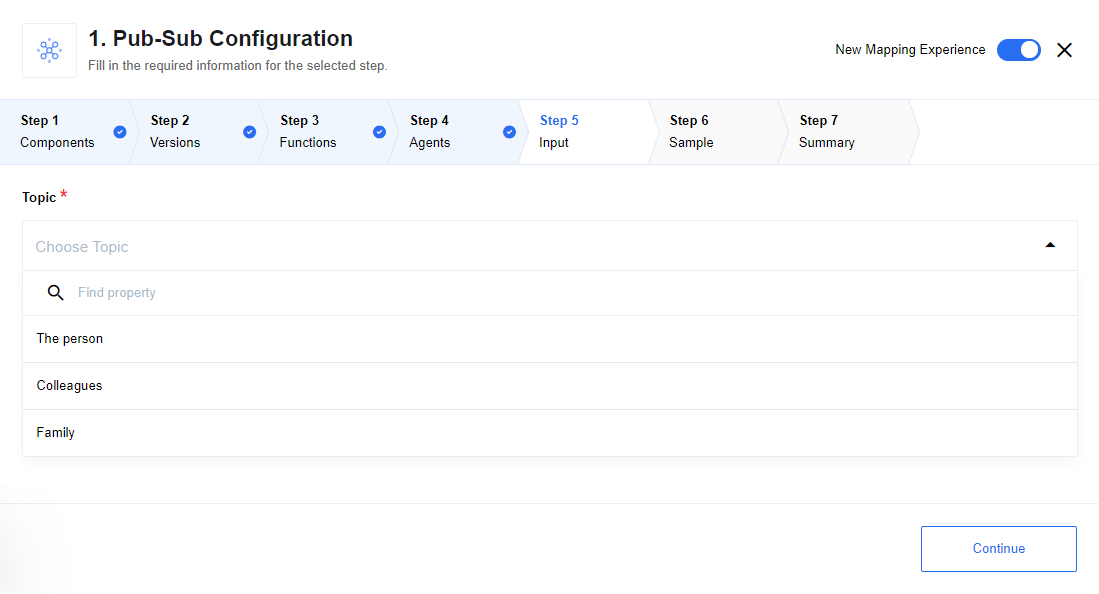 1. Pub-Sub Configuration
Fill in the required information for the selected step.
New Mapping Experience
Step 1
Components
Step 2
Versions
Step 3
Functions
Step 4
Agents
Step 5
Input
Step 6
Sample
Step 7
Summary
Topic *
Choose Topic
Find property
The person
Colleagues
Family
Continue